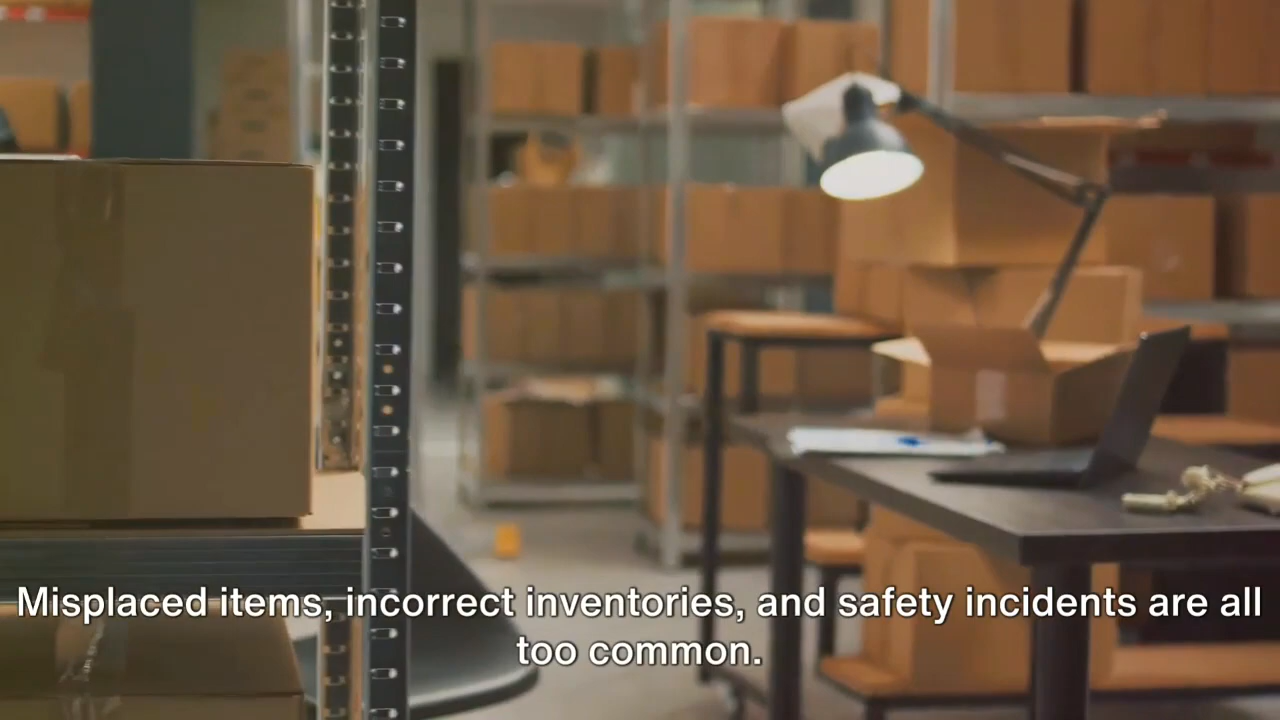 Misplaced items, incorrect inventories, and safety incidents are all
too common.